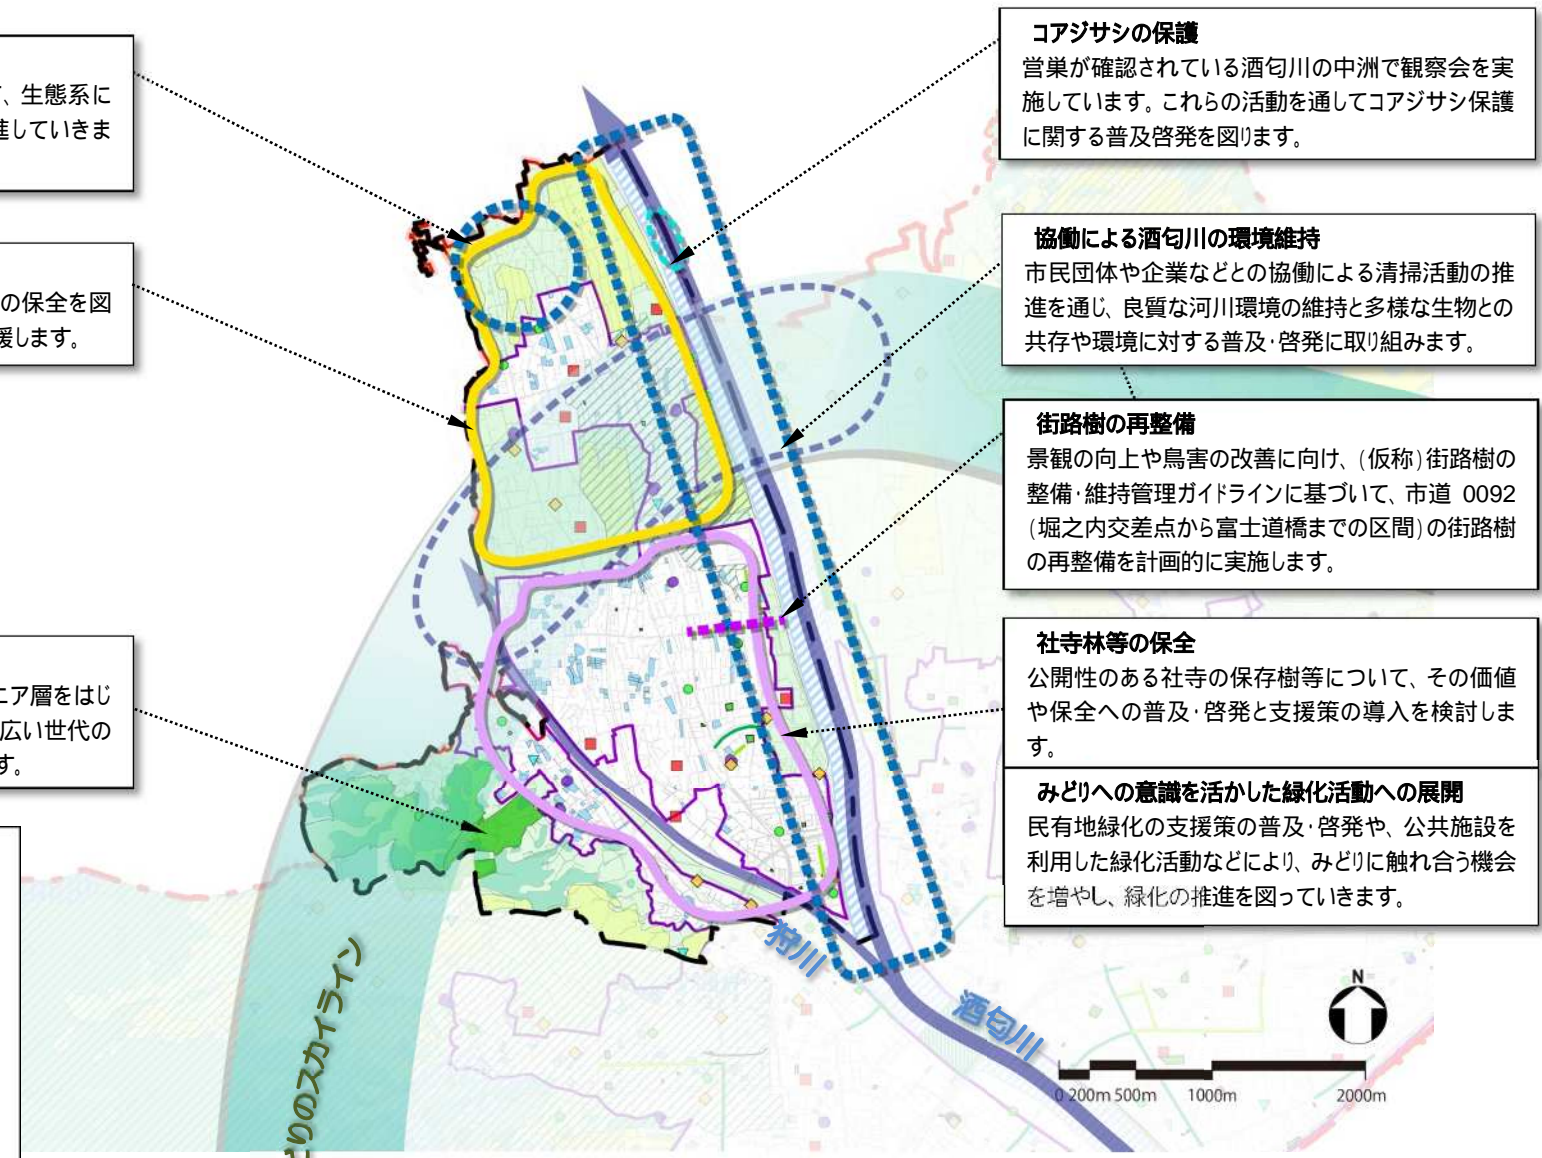 、生態系に
進していきま
の保全を図
援します。
ニア層をはじ
広い世代の
す。
コアジサシの保護
営巣が確認されている酒匂川の中洲で観察会を実
施しています。これらの活動を通してコアジサシ保護
に関する普及啓発を図ります。
協働による酒匂川の環境維持
市民団体や企業などとの協働による清掃活動の推
進を通じ、良質な河川環境の維持と多様な生物との
共存や環境に対する普及・啓発に取り組みます。
街路樹の再整備
景観の向上や鳥害の改善に向け、(仮称)街路樹の
整備・維持管理ガイドラインに基づいて、市道 0092
(堀之内交差点から富士道橋までの区間)の街路樹
の再整備を計画的に実施します。
社寺林等の保全
公開性のある社寺の保存樹等について、その価値
や保全への普及・啓発と支援策の導入を検討しま
す。
みどりへの意識を活かした緑化活動への展開
民有地緑化の支援策の普及・啓発や、公共施設を
利用した緑化活動などにより、みどりに触れ合う機会
を増やし、緑化の推進を図っていきます。
狩川
酒匂川
どりのスカイライン
N
0 200m 500m 1000m 2000m